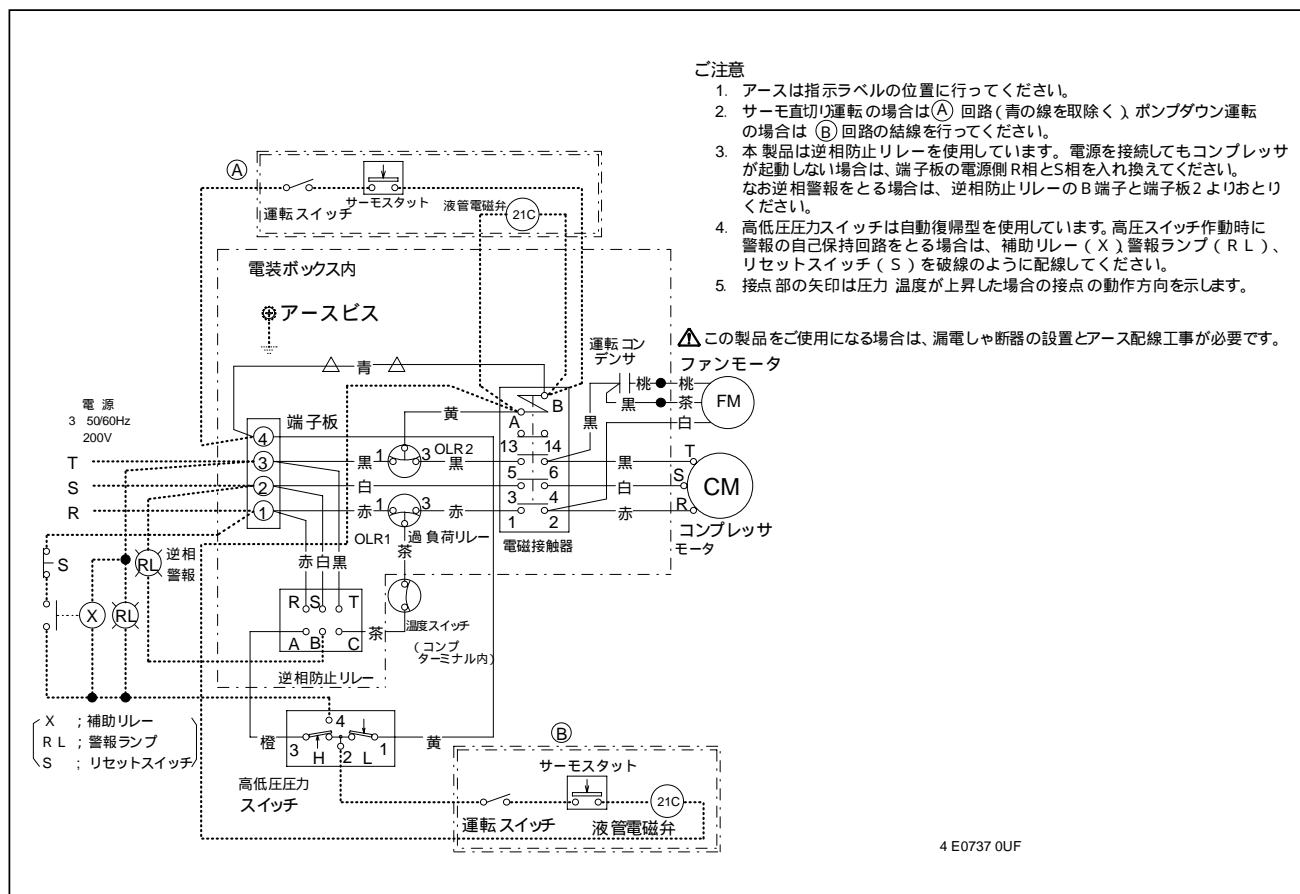 ご注意
1. アースは指示ラベルの位置に行ってください。
2. サーモ直切り運転の場合はⒶ 回路(青の線を取除く)、ポンプダウン運転
の場合は Ⓑ 回路の結線を行ってください。
3. 本製品は逆相防止リレーを使用しています。電源を接続してもコンプレッサ
が起動しない場合は、端子板の電源側R相とS相を入れ換えてください。
なお逆相警報をとる場合は、逆相防止リレーのB端子と端子板2よりおとり
ください。
4. 高低圧圧力スイッチは自動復帰型を使用しています。高圧スイッチ作動時に
警報の自己保持回路をとる場合は、補助リレー(X)、警報ランプ(RL)、
リセットスイッチ(S)を破線のように配線してください。
5. 接点部の矢印は圧力 温度が上昇した場合の接点の動作方向を示します。
⚠この製品をご使用になる場合は、漏電しゃ断器の設置とアース配線工事が必要です。
Ⓐ
運転スイッチ
サーモスタット
液管電磁弁
21C
電装ボックス内
アースビス
青
運転コン
デンサ
桃
桃
黒
茶
白
ファンモータ
FM
電 源
3 50/60Hz
200V
端子板
4
3
2
1
T
S
R
黄
黒
1
3
OLR2
黒
白
赤
1
3
赤
OLR1
過負荷リレー
茶
A
B
13
14
5
6
3
4
1
2
電磁接触器
黒
黒
白
赤
T
S
R
CM
コンプレッサ
モータ
S
X
RL
RL
逆相
警報
赤白黒
R S T
A B C
茶
逆相防止リレー
温度スイッチ
(コンプ
ターミナル内)
X ;補助リレー
RL ;警報ランプ
S ;リセットスイッチ
橙
4
3
H
2
L
1
黄
高低圧圧力
スイッチ
Ⓑ
サーモスタット
21C
運転スイッチ
液管電磁弁
4 E0737 0UF